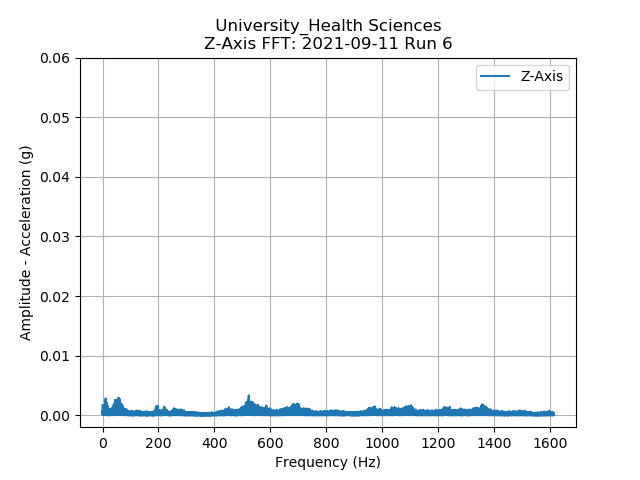 University_Health Sciences
Z-Axis FFT: 2021-09-11 Run 6
Z-Axis
0.06
0.05
0.04
0.03
0.02
0.01
0.00
Amplitude - Acceleration (g)
0 200 400 600 800 1000 1200 1400 1600
Frequency (Hz)